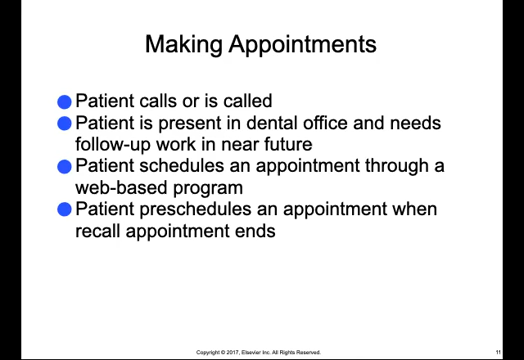 Making Appointments
Patient calls or is called
Patient is present in dental office and needs
follow-up work in near future
Patient schedules an appointment through a
web-based program
Patient preschedules an appointment when
recall appointment ends
Copyright © 2017, Elsevier Inc. All Rights Reserved.
11